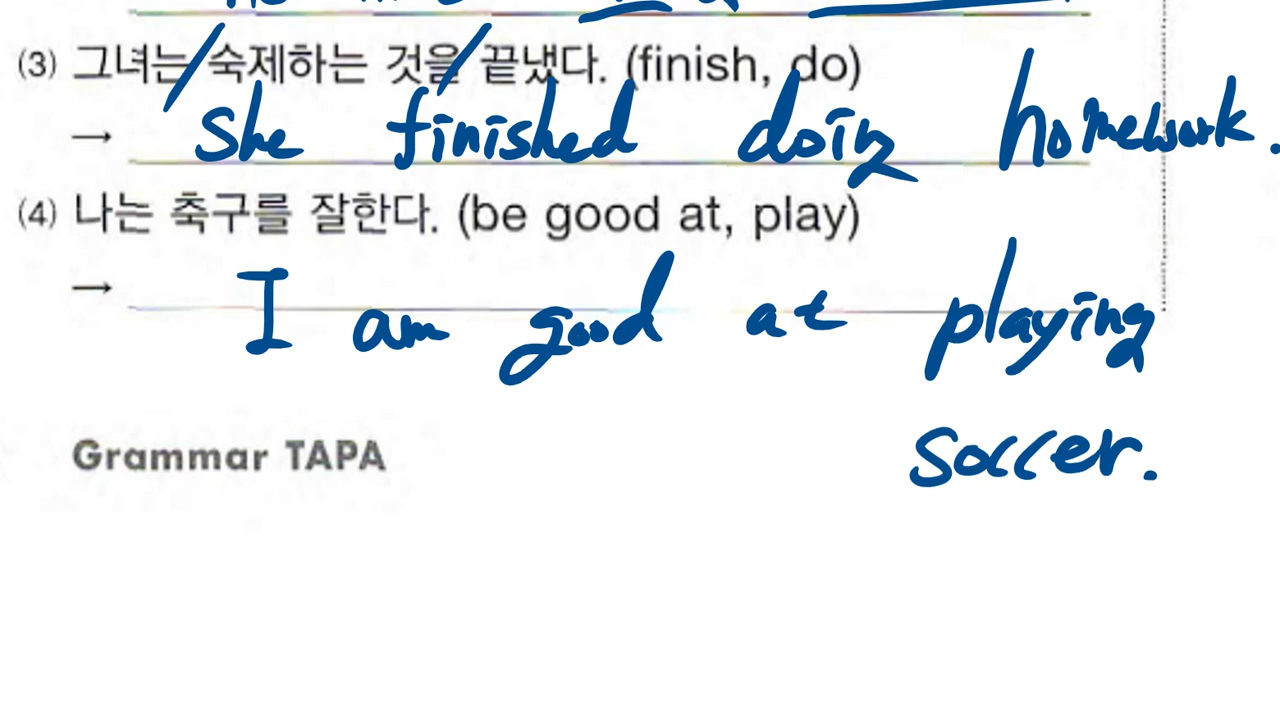 (3) 그녀는 숙제하는 것을 끝냈다. (finish, do)
→ She finished doing homework.
(4) 나는 축구를 잘한다. (be good at, play)
→ I am good at playing
soccer.
Grammar TAPA